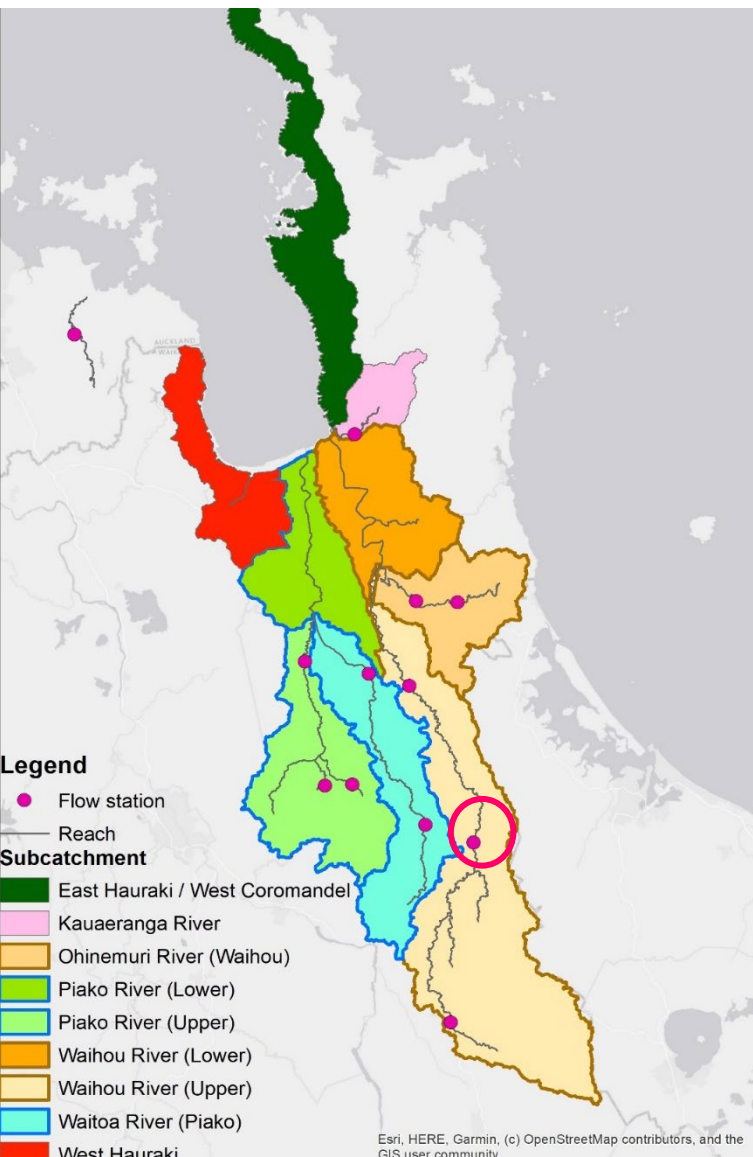 AUCKLAND
WAIK
Legend
Flow station
Reach
Subcatchment
East Hauraki / West Coromandel
Kauaeranga River
Ohinemuri River (Waihou)
Piako River (Lower)
Piako River (Upper)
Waihou River (Lower)
Waihou River (Upper)
Waitoa River (Piako)
West Hauraki
Esri, HERE, Garmin, (c) OpenStreetMap contributors, and the
GIS user community